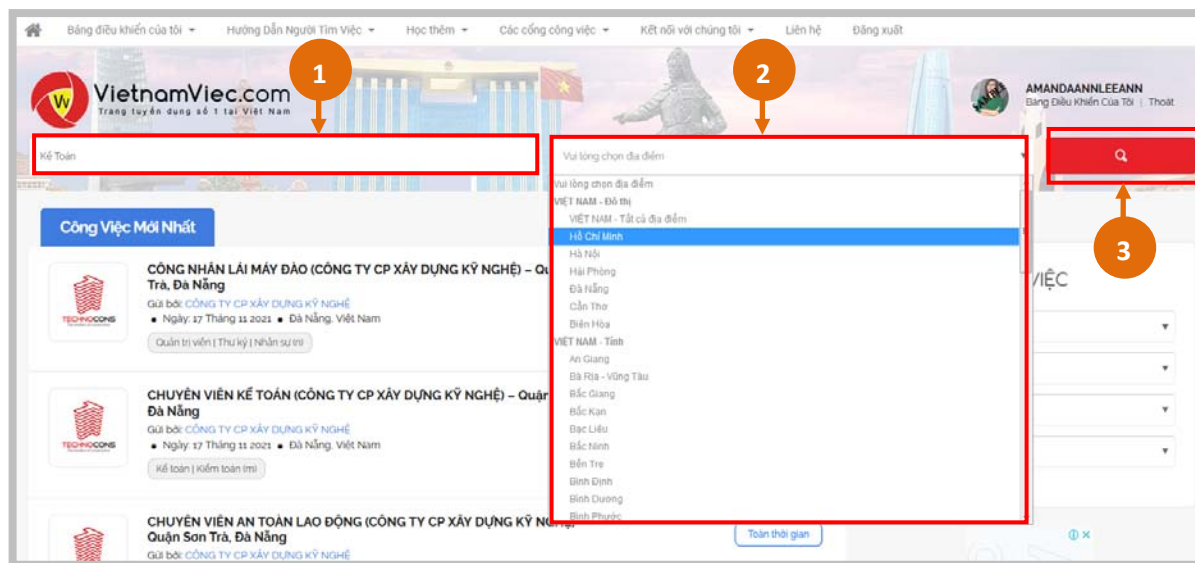 Bảng điều khiển của tôi Hướng Dẫn Người Tìm Việc Học thêm Các cổng công việc Kết nối với chúng tôi Liên hệ Đăng xuất
1
2
VietnamViec.com
Trang tuyển dụng số 1 tại Việt Nam
AMANDAANNLEEANN
Bảng Điều Khiển Của Tôi | Thoát
Kế Toán
Vui lòng chọn địa điểm
3
Vui lòng chọn địa điểm
VIỆT NAM - Đô thị
VIỆT NAM - Tất cả địa điểm
Hồ Chí Minh
Hà Nội
Hải Phòng
Đà Nẵng
Cần Thơ
Biên Hòa
VIỆT NAM - Tỉnh
An Giang
Bà Rịa - Vũng Tàu
Bắc Giang
Bắc Kạn
Bạc Liêu
Bắc Ninh
Bến Tre
Bình Định
Bình Dương
Bình Phước
VIỆC
Công Việc Mới Nhất
CÔNG NHÂN LÁI MÁY ĐÀO (CÔNG TY CP XÂY DỰNG KỸ NGHỆ) –
Trà, Đà Nẵng
Gửi bởi: CÔNG TY CP XÂY DỰNG KỸ NGHỆ
Ngày: 17 Tháng 11 2021 • Đà Nẵng, Việt Nam
Quản trị viên | Thư ký | Nhân sự
CHUYÊN VIÊN KẾ TOÁN (CÔNG TY CP XÂY DỰNG KỸ NGHỆ) – Quận
Đà Nẵng
Gửi bởi: CÔNG TY CP XÂY DỰNG KỸ NGHỆ
Ngày: 17 Tháng 11 2021 • Đà Nẵng, Việt Nam
Kế toán | Kiểm toán
CHUYÊN VIÊN AN TOÀN LAO ĐỘNG (CÔNG TY CP XÂY DỰNG KỸ
Quận Sơn Trà, Đà Nẵng
Gửi bởi: CÔNG TY CP XÂY DỰNG KỸ NGHỆ
Toàn thời gian
TECHNOCONS
TECHNOCONS